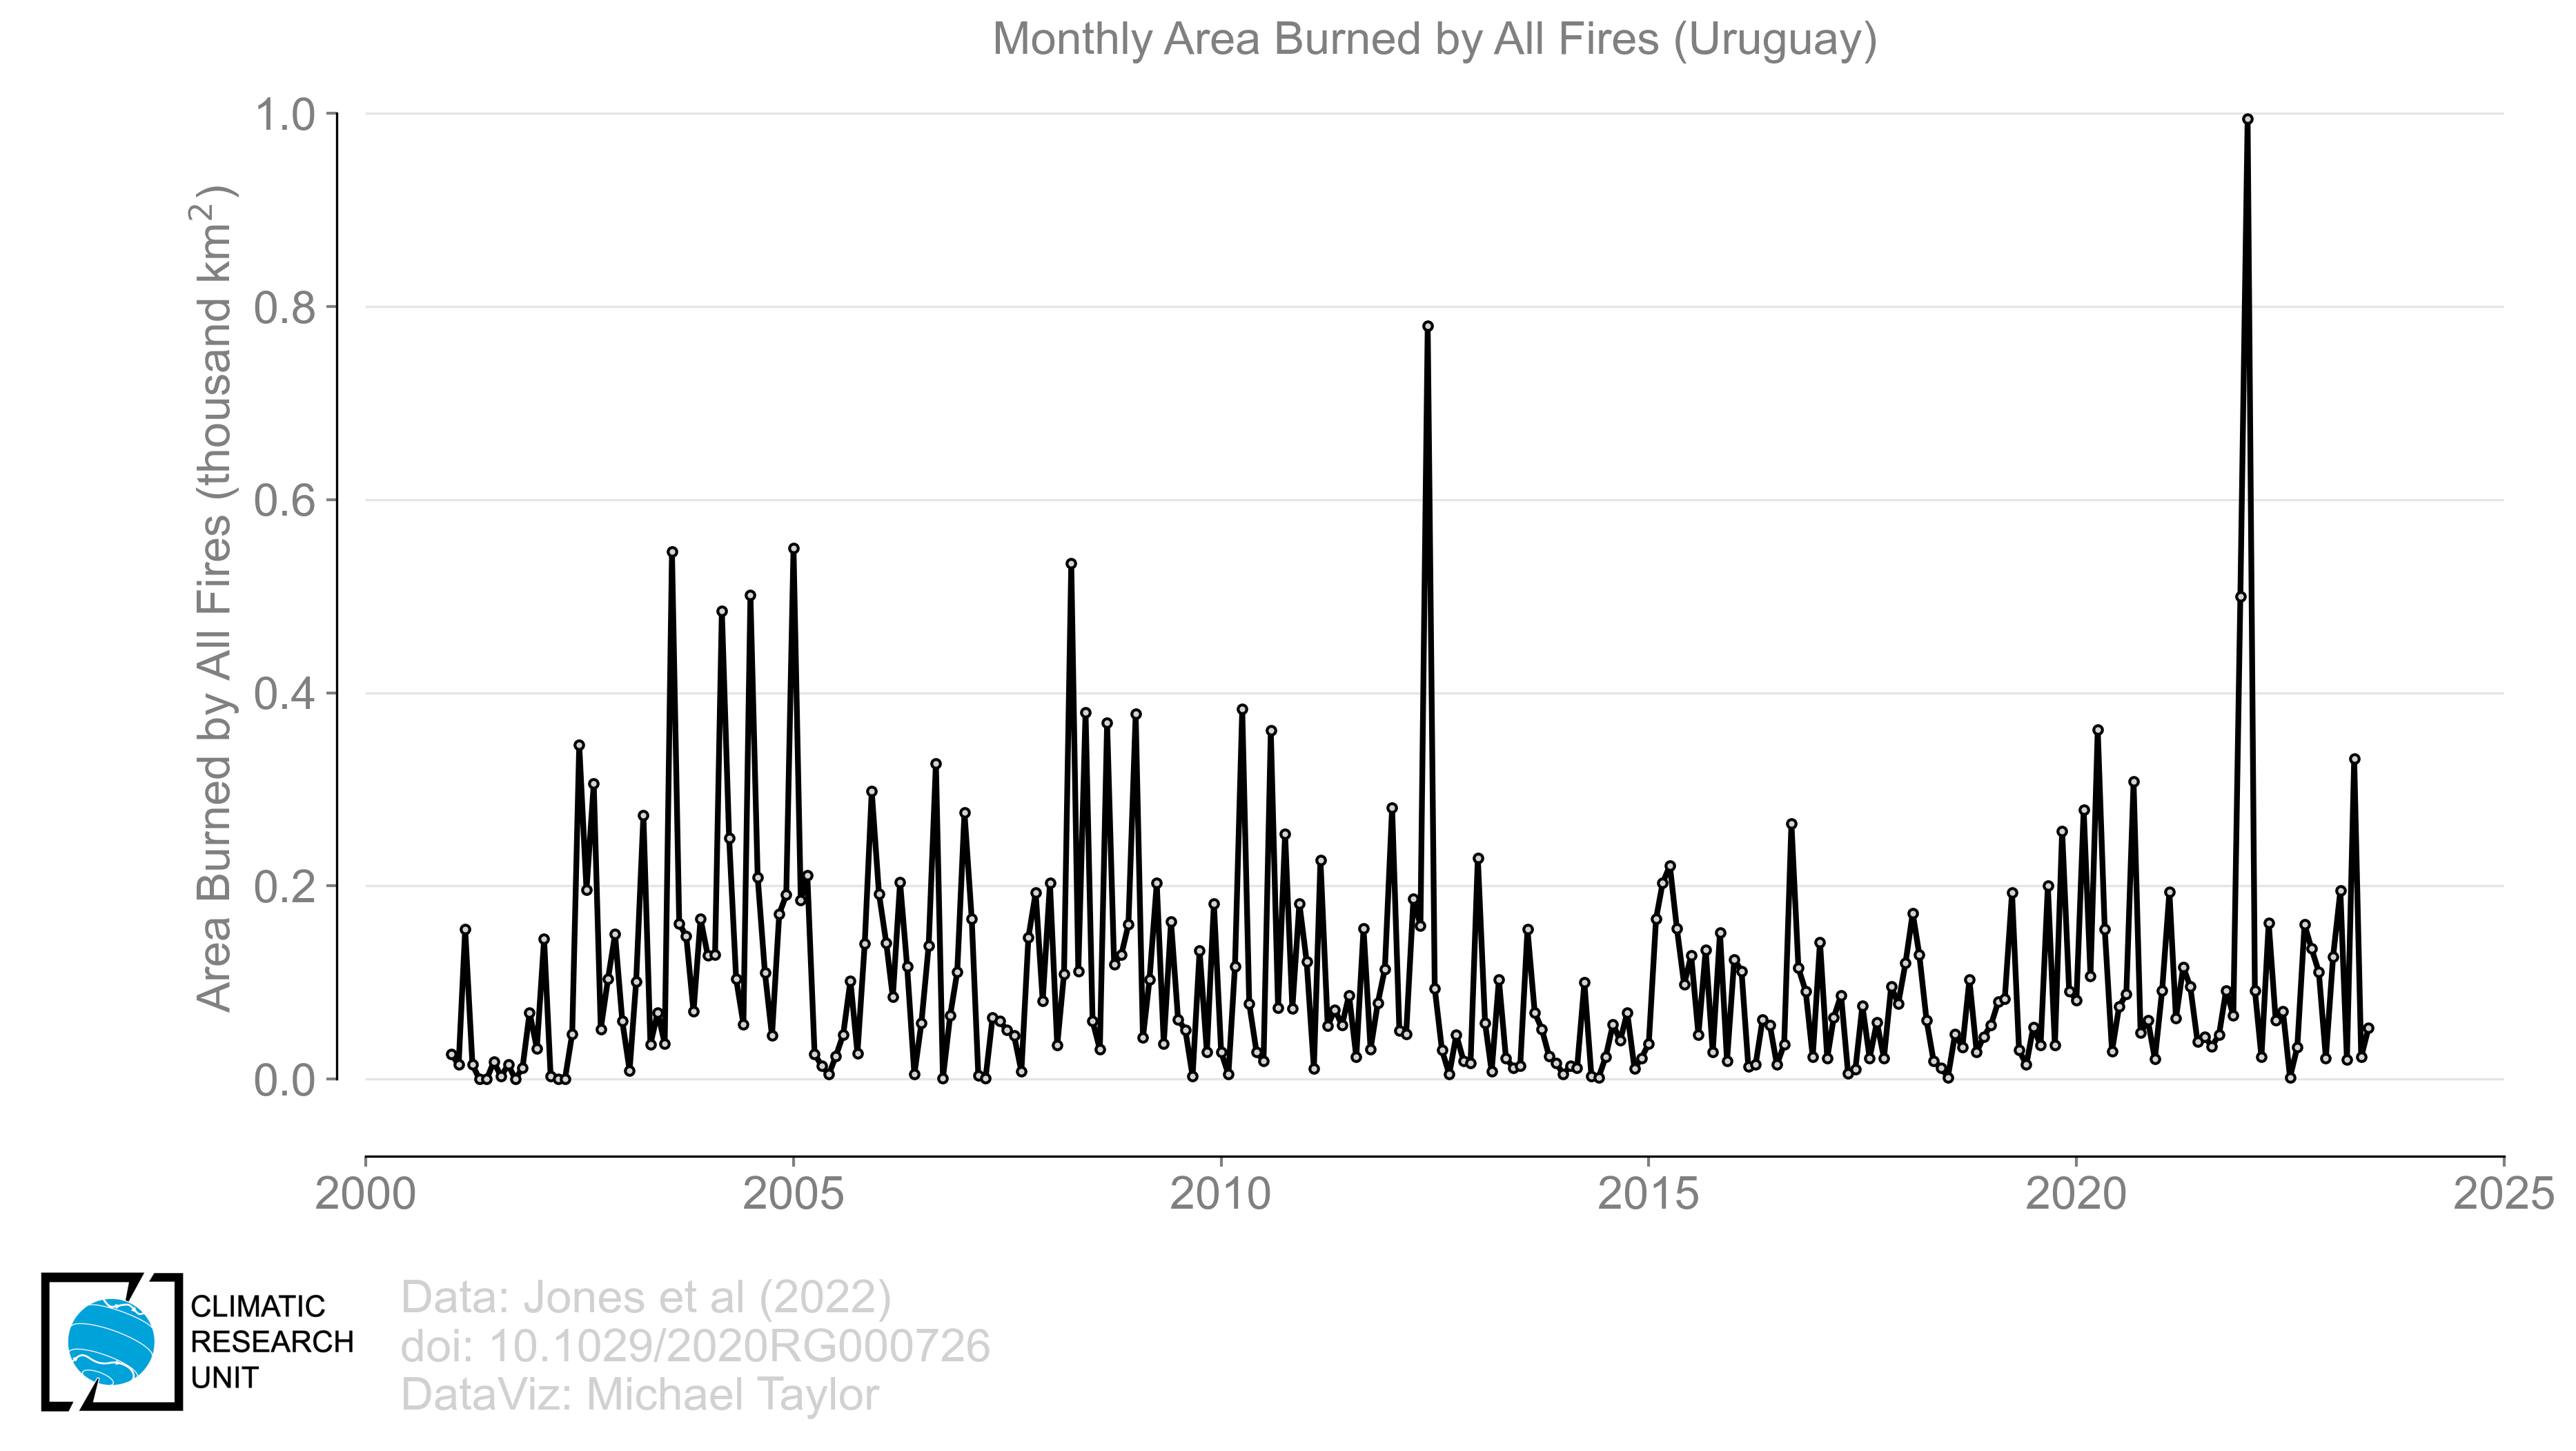 Monthly Area Burned by All Fires (Uruguay)
Area Burned by All Fires (thousand km²)
1.0
0.8
0.6
0.4
0.2
0.0
2000 2005 2010 2015 2020 2025
CLIMATIC
RESEARCH
UNIT
Data: Jones et al (2022)
doi: 10.1029/2020RG000726
DataViz: Michael Taylor